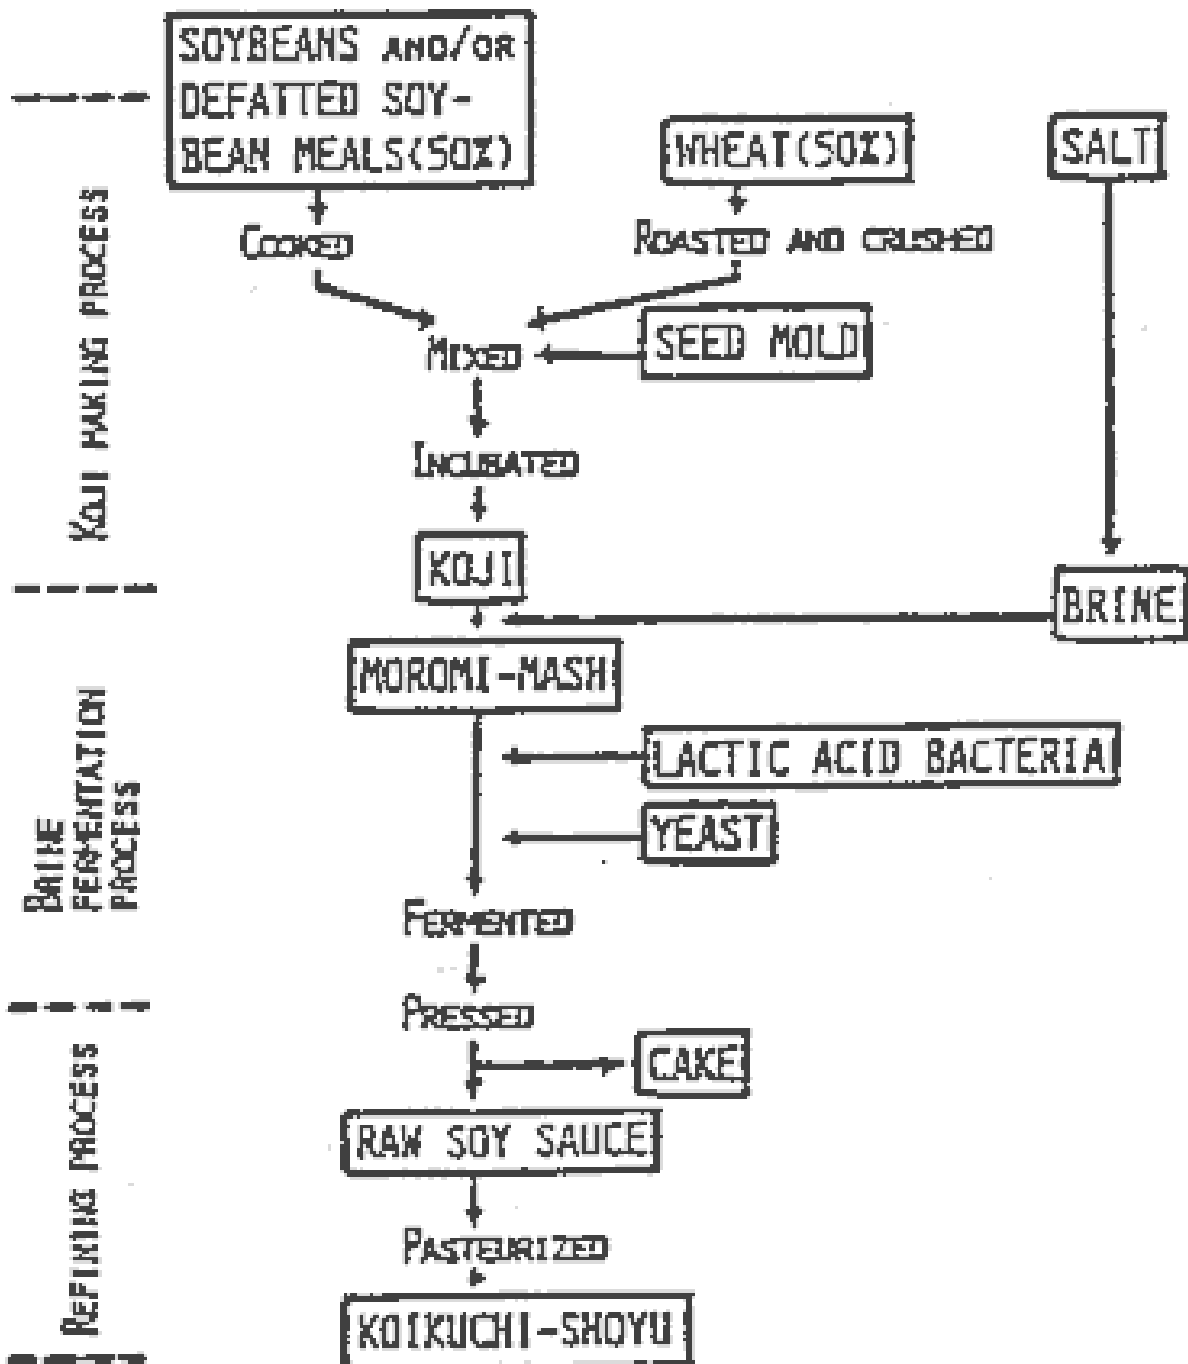 SOYBEANS AND/OR
DEFATTED SOY-
BEAN MEALS(50%)
WHEAT(50%)
SALT
COOKED
ROASTED AND CRUSHED
SEED MOLD
MIXED
INCUBATED
KOJI
BRINE
MOROMI-MASH
LACTIC ACID BACTERIA
YEAST
FERMENTED
PRESSED
CAKE
RAW SOY SAUCE
PASTEURIZED
KOIKUCHI-SHOYU
KOJI MAKING PROCESS
BRINE
FERMENTATION
PROCESS
REFINING PROCESS